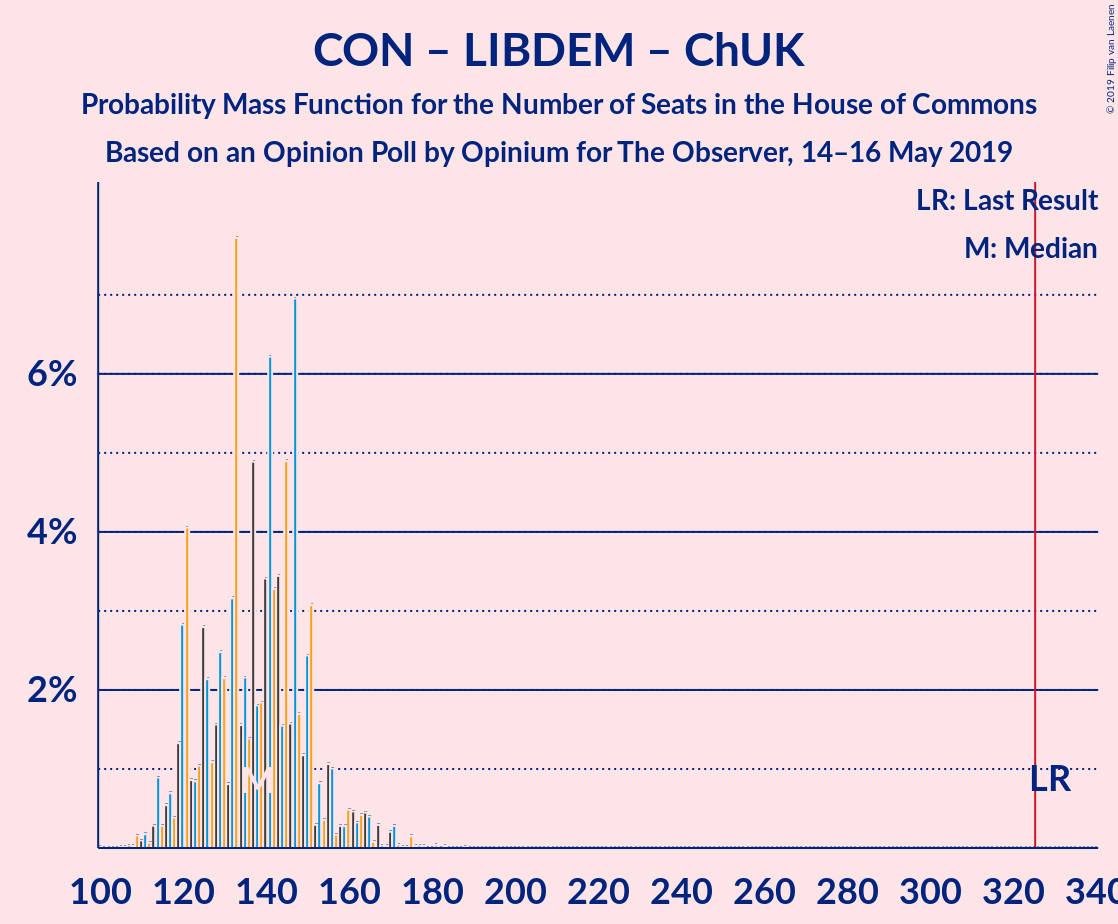 CON – LIBDEM – ChUK
Probability Mass Function for the Number of Seats in the House of Commons
Based on an Opinion Poll by Opinium for The Observer, 14–16 May 2019
© 2019 Filip van Laenen
LR: Last Result
M: Median
6%
4%
2%
M
LR
100 120 140 160 180 200 220 240 260 280 300 320 340